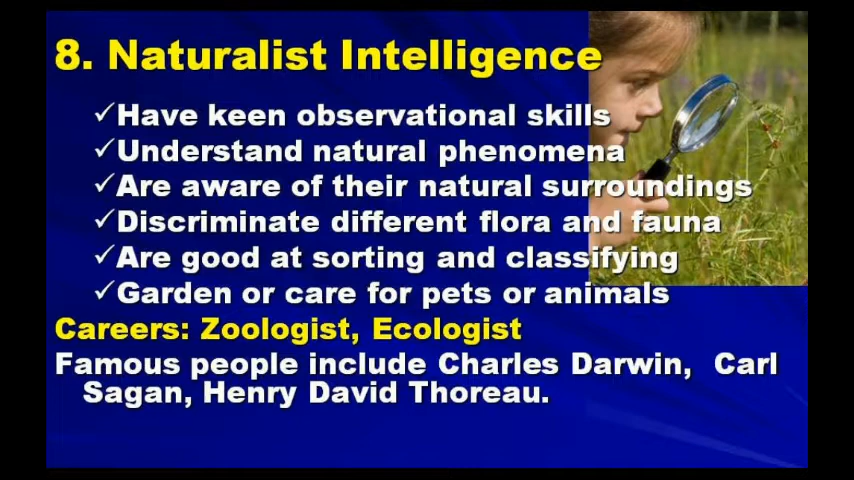 8. Naturalist Intelligence
✓Have keen observational skills
✓Understand natural phenomena
✓Are aware of their natural surroundings
✓Discriminate different flora and fauna
✓Are good at sorting and classifying
✓Garden or care for pets or animals
Careers: Zoologist, Ecologist
Famous people include Charles Darwin, Carl
Sagan, Henry David Thoreau.